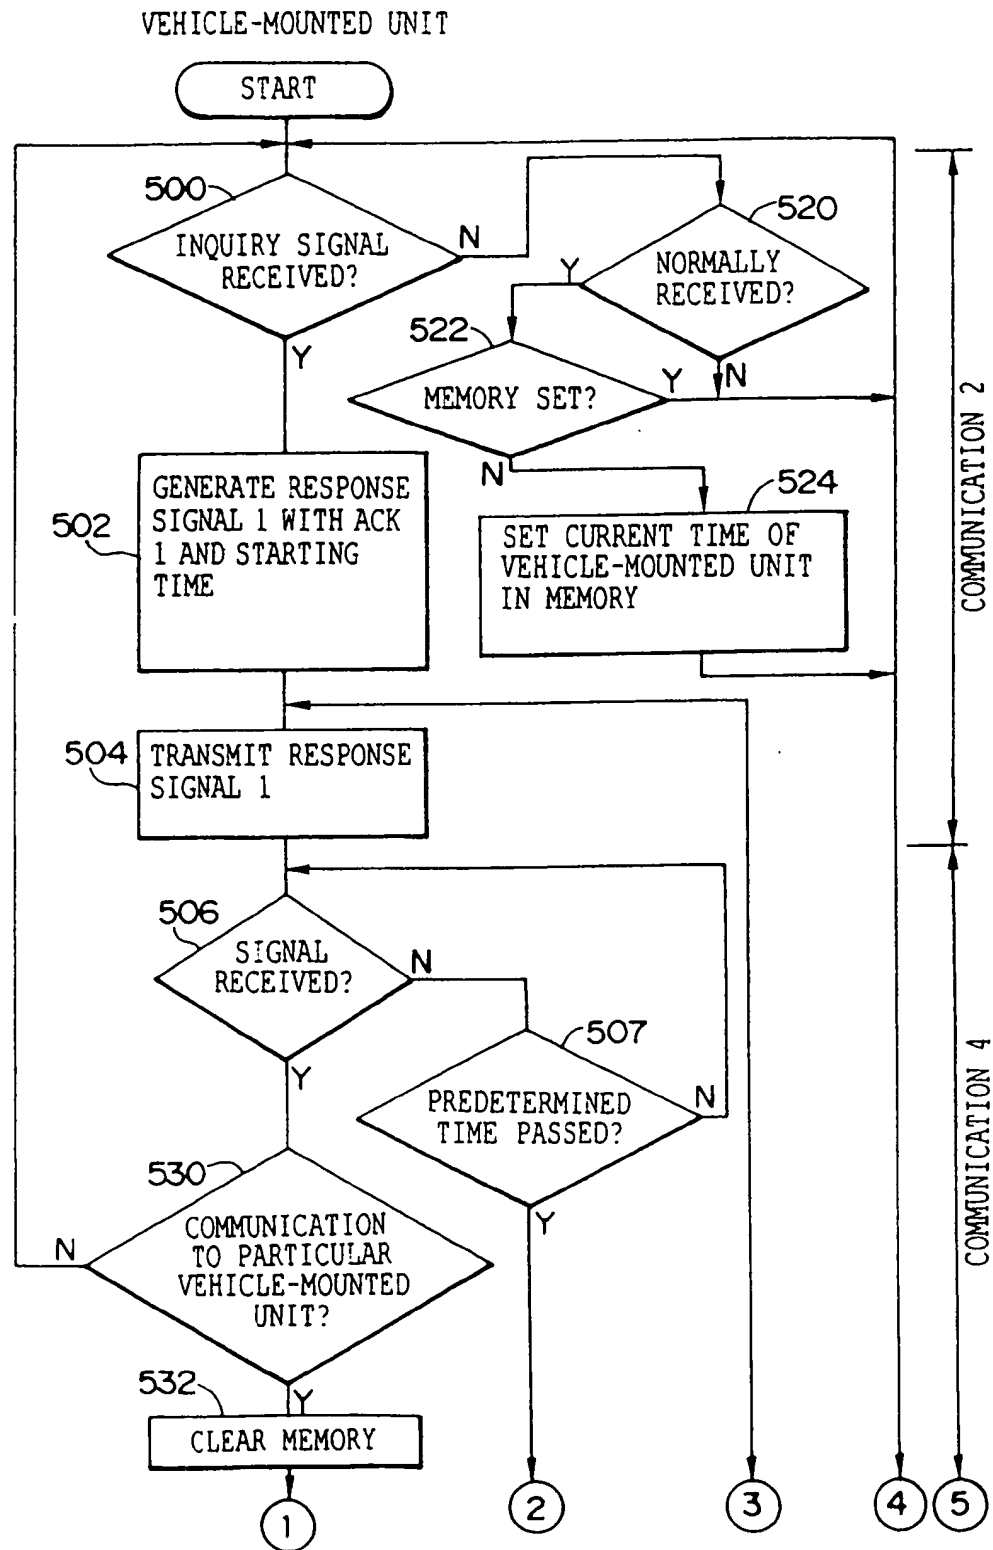 VEHICLE-MOUNTED UNIT
START
500
INQUIRY SIGNAL
RECEIVED?
N
Y
520
NORMALLY
RECEIVED?
Y
N
522
MEMORY SET?
Y
N
502
GENERATE RESPONSE
SIGNAL 1 WITH ACK
1 AND STARTING
TIME
524
SET CURRENT TIME OF
VEHICLE-MOUNTED UNIT
IN MEMORY
COMMUNICATION 2
504
TRANSMIT RESPONSE
SIGNAL 1
506
SIGNAL
RECEIVED?
N
Y
507
PREDETERMINED
TIME PASSED?
N
Y
COMMUNICATION 4
530
COMMUNICATION
TO PARTICULAR
VEHICLE-MOUNTED
UNIT?
N
Y
532
CLEAR MEMORY
1
2
3
4
5